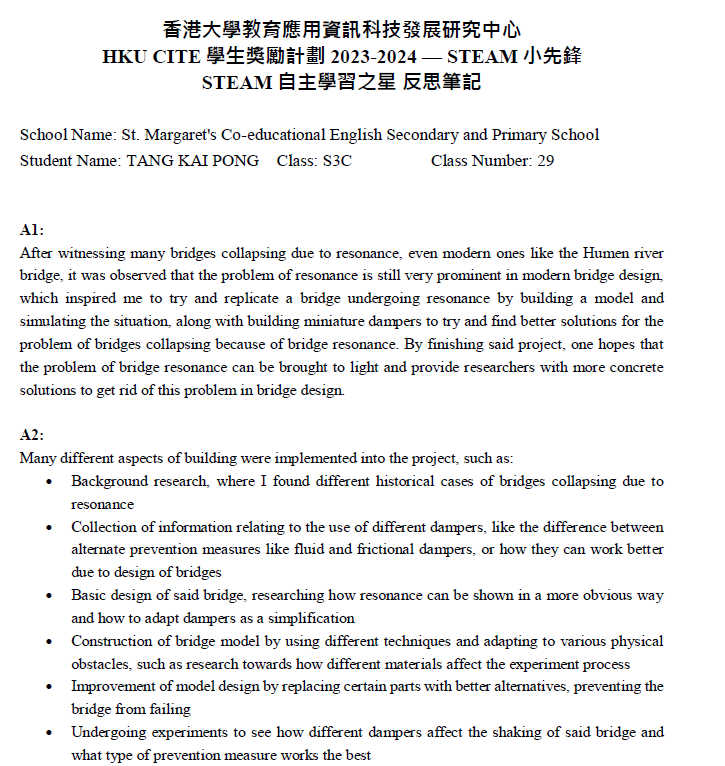 香港大學教育應用資訊科技發展研究中心
HKU CITE 學生獎勵計劃 2023-2024 — STEAM 小先鋒
STEAM 自主學習之星 反思筆記
School Name: St. Margaret's Co-educational English Secondary and Primary School
Student Name: TANG KAI PONG Class: S3C Class Number: 29
A1:
After witnessing many bridges collapsing due to resonance, even modern ones like the Humen river
bridge, it was observed that the problem of resonance is still very prominent in modern bridge design,
which inspired me to try and replicate a bridge undergoing resonance by building a model and
simulating the situation, along with building miniature dampers to try and find better solutions for the
problem of bridges collapsing because of bridge resonance. By finishing said project, one hopes that
the problem of bridge resonance can be brought to light and provide researchers with more concrete
solutions to get rid of this problem in bridge design.
A2:
Many different aspects of building were implemented into the project, such as:
• Background research, where I found different historical cases of bridges collapsing due to
resonance
• Collection of information relating to the use of different dampers, like the difference between
alternate prevention measures like fluid and frictional dampers, or how they can work better
due to design of bridges
• Basic design of said bridge, researching how resonance can be shown in a more obvious way
and how to adapt dampers as a simplification
• Construction of bridge model by using different techniques and adapting to various physical
obstacles, such as research towards how different materials affect the experiment process
• Improvement of model design by replacing certain parts with better alternatives, preventing the
bridge from failing
• Undergoing experiments to see how different dampers affect the shaking of said bridge and
what type of prevention measure works the best